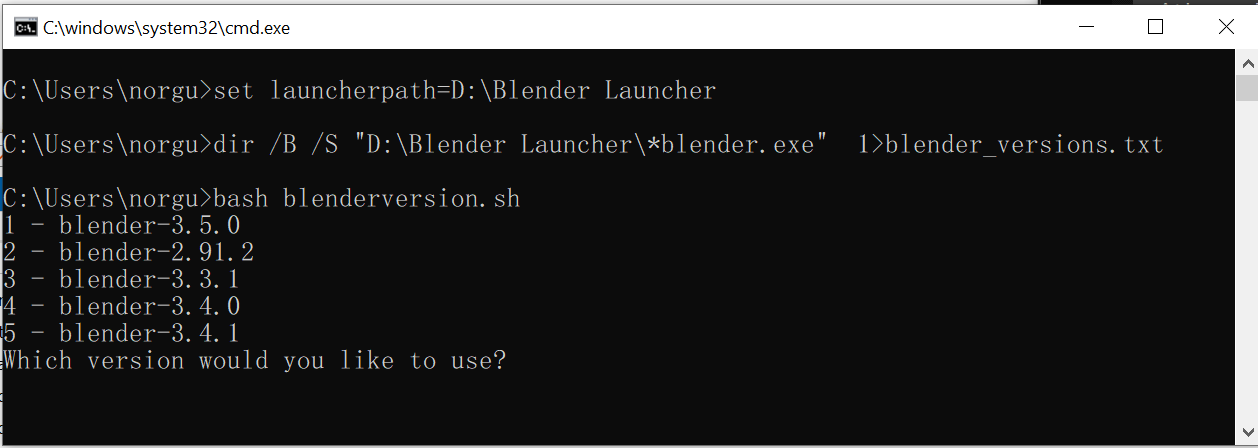 C:\windows\system32\cmd.exe
C:\Users\norgu>set launcherpath=D:\Blender Launcher
C:\Users\norgu>dir /B /S "D:\Blender Launcher\*blender.exe"  1>blender_versions.txt
C:\Users\norgu>bash blenderversion.sh
1 - blender-3.5.0
2 - blender-2.91.2
3 - blender-3.3.1
4 - blender-3.4.0
5 - blender-3.4.1
Which version would you like to use?